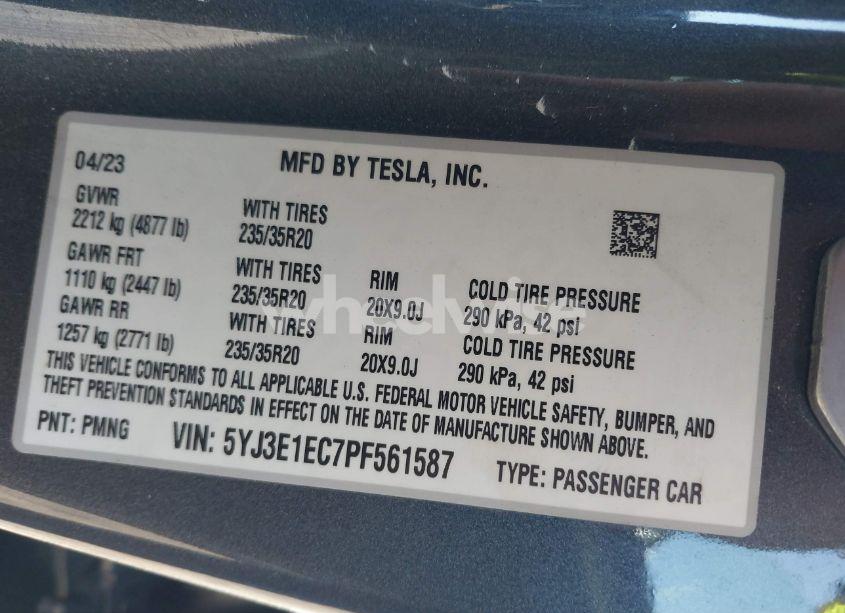 04/23 MFD BY TESLA, INC.
GVWR
2212 kg (4877 lb) WITH TIRES
235/35R20
GAWR FRT
1110 kg (2447 lb) WITH TIRES RIM COLD TIRE PRESSURE
235/35R20 20X9.0J 290 kPa, 42 psi
GAWR RR
1257 kg (2771 lb) WITH TIRES RIM COLD TIRE PRESSURE
235/35R20 20X9.0J 290 kPa, 42 psi
THIS VEHICLE CONFORMS TO ALL APPLICABLE U.S. FEDERAL MOTOR VEHICLE SAFETY, BUMPER, AND
THEFT PREVENTION STANDARDS IN EFFECT ON THE DATE OF MANUFACTURE SHOWN ABOVE.
PNT: PMNG VIN: 5YJ3E1EC7PF561587 TYPE: PASSENGER CAR
wheelwise